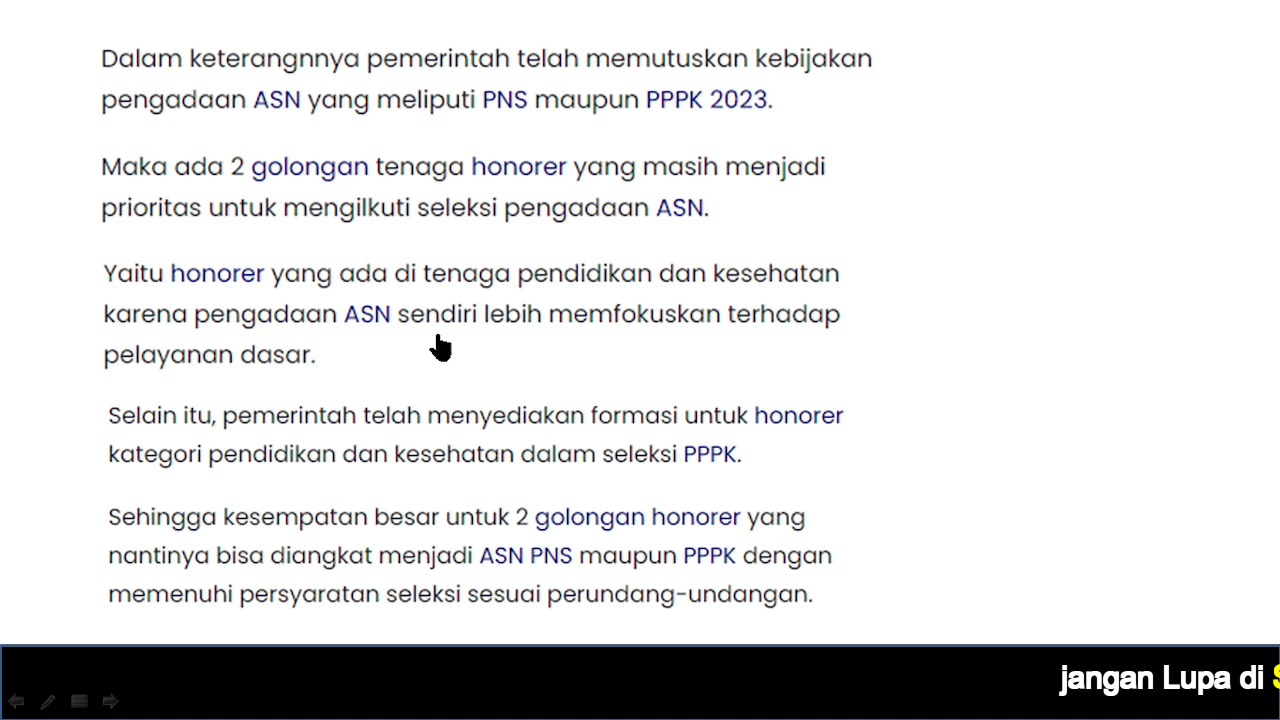 Dalam keterangnnya pemerintah telah memutuskan kebijakan
pengadaan ASN yang meliputi PNS maupun PPPK 2023.
Maka ada 2 golongan tenaga honorer yang masih menjadi
prioritas untuk mengilkuti seleksi pengadaan ASN.
Yaitu honorer yang ada di tenaga pendidikan dan kesehatan
karena pengadaan ASN sendiri lebih memfokuskan terhadap
pelayanan dasar.
Selain itu, pemerintah telah menyediakan formasi untuk honorer
kategori pendidikan dan kesehatan dalam seleksi PPPK.
Sehingga kesempatan besar untuk 2 golongan honorer yang
nantinya bisa diangkat menjadi ASN PNS maupun PPPK dengan
memenuhi persyaratan seleksi sesuai perundang-undangan.
jangan Lupa di